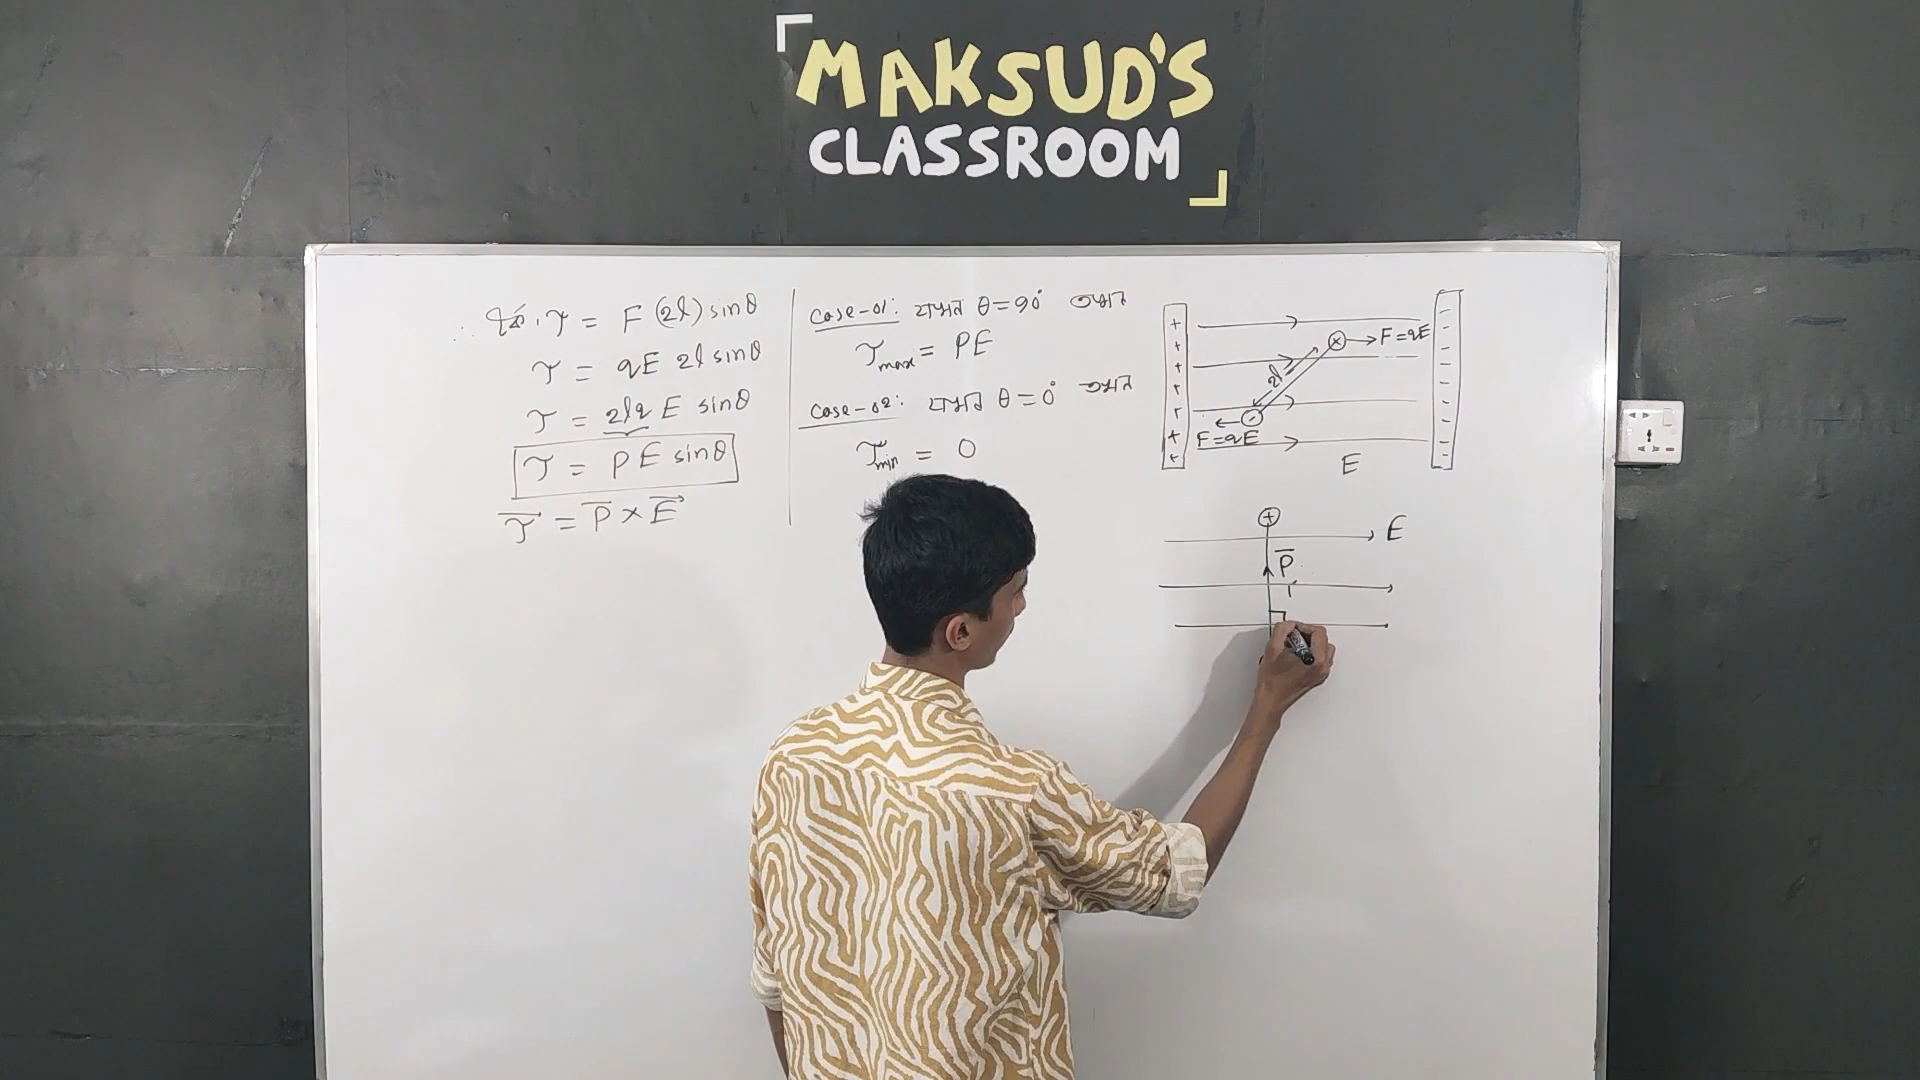 MAKSUD'S
CLASSROOM
τ = F (2l) sinθ
τ = qE 2l sinθ
τ = 2lq E sinθ
τ = PE sinθ
τ = P × E
Case-01: যখন θ = 90° তখন
τmax = PE
Case-02: যখন θ = 0° তখন
τmin = 0
F = qE
2l
F = qE
E
E
P